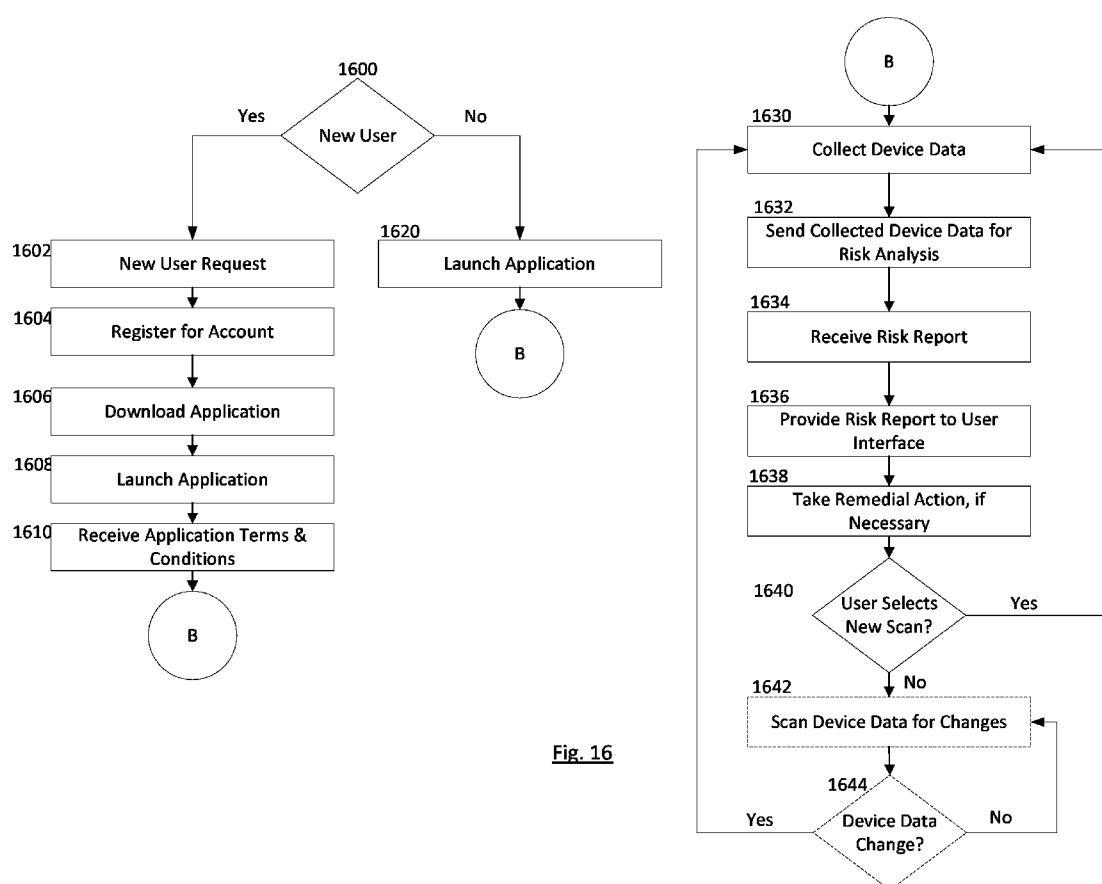 1600
Yes
New User
No
1602
New User Request
1604
Register for Account
1606
Download Application
1608
Launch Application
1610
Receive Application Terms &
Conditions
B
1620
Launch Application
B
Fig. 16
B
1630
Collect Device Data
1632
Send Collected Device Data for
Risk Analysis
1634
Receive Risk Report
1636
Provide Risk Report to User
Interface
1638
Take Remedial Action, if
Necessary
1640
User Selects
New Scan?
Yes
No
1642
Scan Device Data for Changes
1644
Device Data
Change?
Yes
No